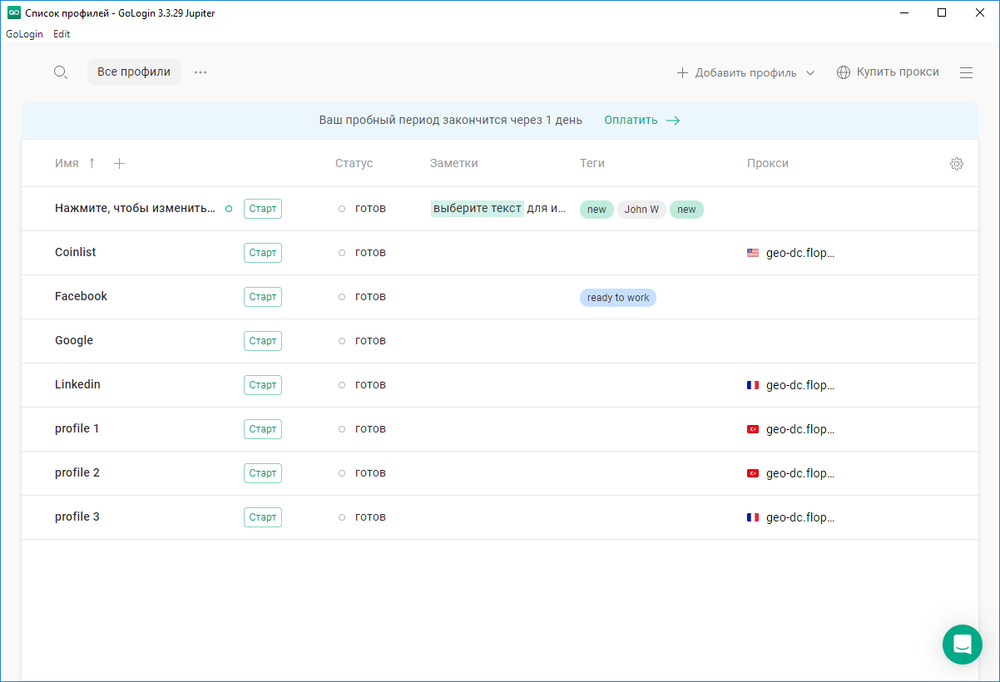 GO Список профилей - GoLogin 3.3.29 Jupiter
GoLogin Edit
Все профили ... Добавить профиль Купить прокси
Ваш пробный период закончится через 1 день Оплатить →
Имя ↑ + Статус Заметки Теги Прокси
Нажмите, чтобы изменить... Старт готов выберите текст для и... new John W new
Coinlist Старт готов geo-dc.flop...
Facebook Старт готов ready to work
Google Старт готов
Linkedin Старт готов geo-dc.flop...
profile 1 Старт готов geo-dc.flop...
profile 2 Старт готов geo-dc.flop...
profile 3 Старт готов geo-dc.flop...